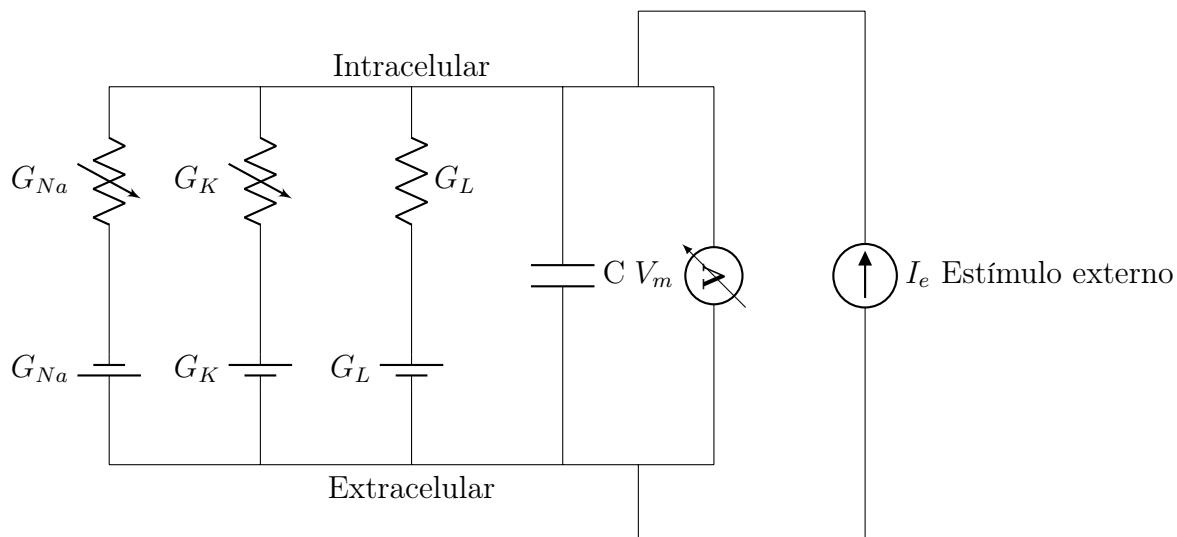 Intracelular
G_{Na}
G_K
G_L
C
V_m
V
I_e Estímulo externo
G_{Na}
G_K
G_L
Extracelular